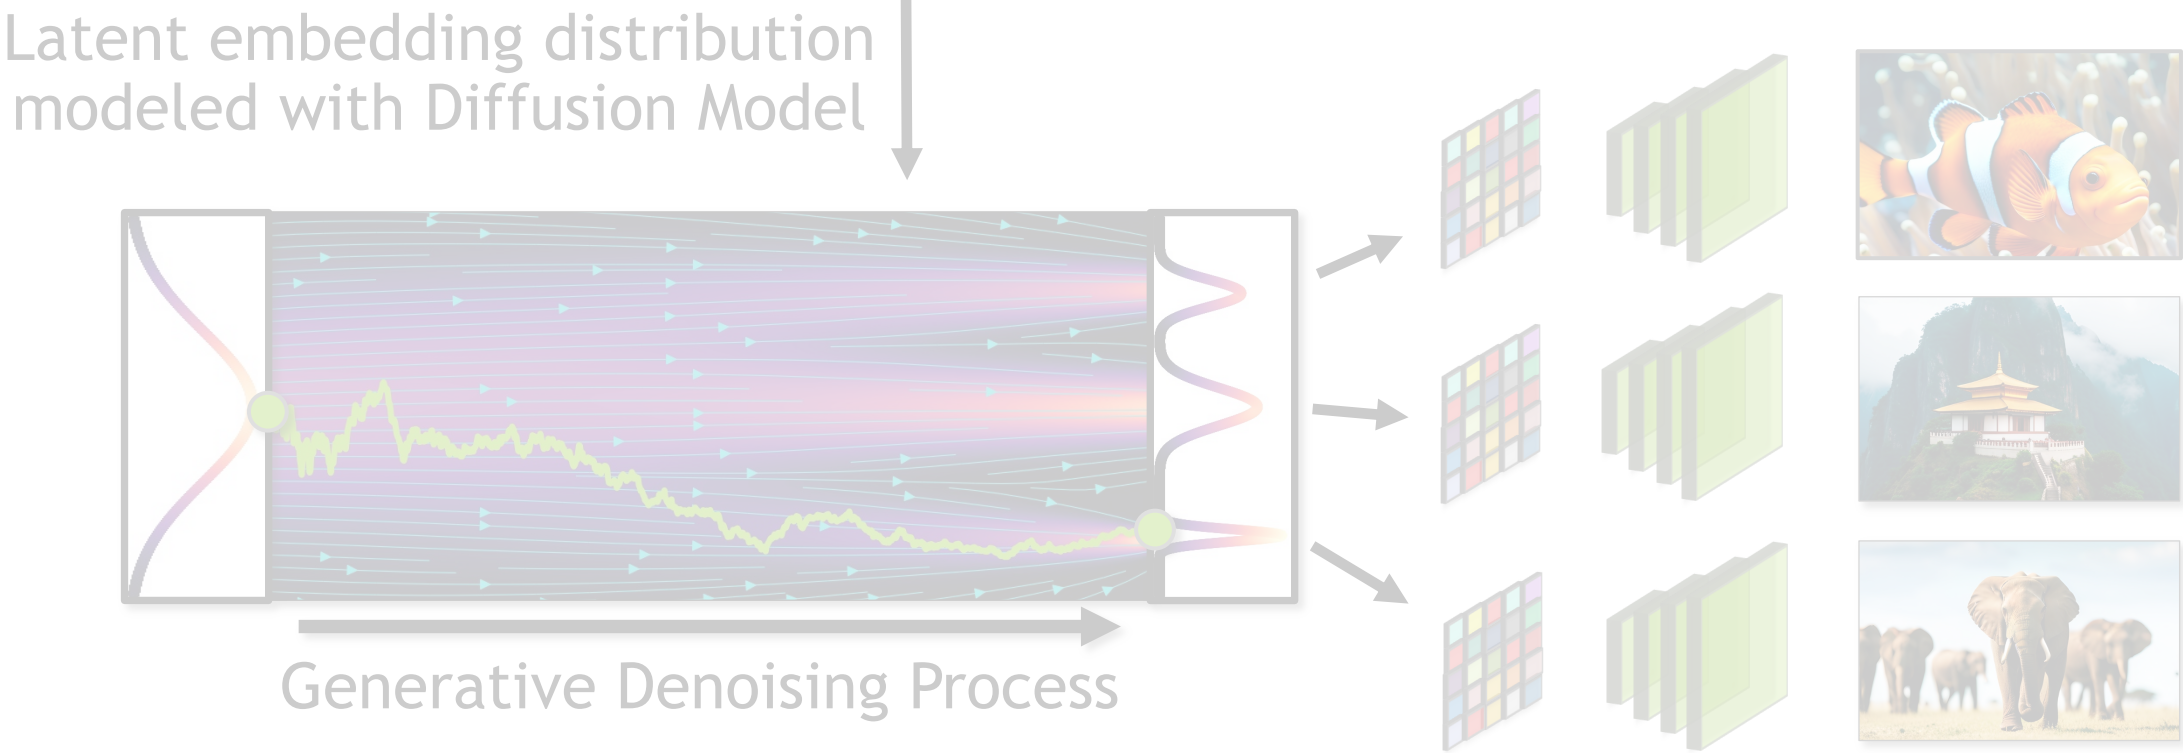 Latent embedding distribution
modeled with Diffusion Model
Generative Denoising Process